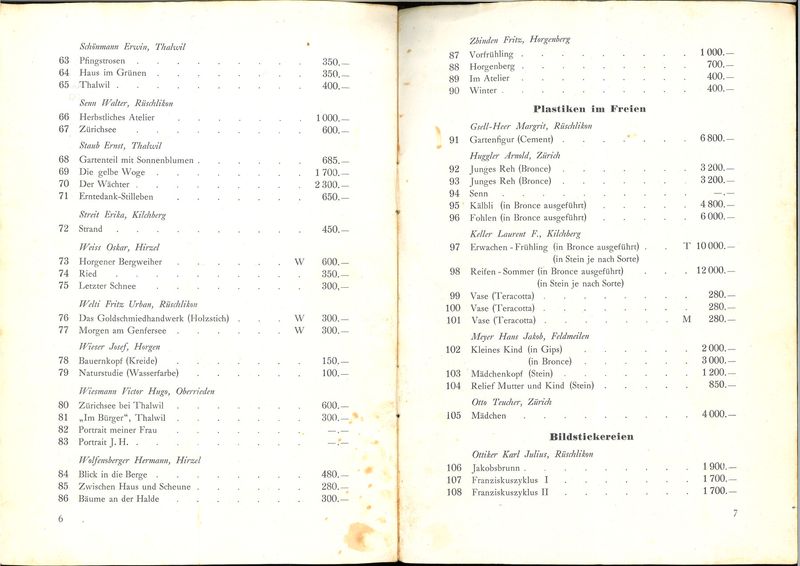 Schönmann Erwin, Thalwil
63 Pfingstrosen . . . . . . . . 350.—
64 Haus im Grünen . . . . . . . 350.—
65 Thalwil . . . . . . . . . 400.—
Senn Walter, Rüschlikon
66 Herbstliches Atelier . . . . . . 1 000.—
67 Zürichsee . . . . . . . . 600.—
Staub Ernst, Thalwil
68 Gartenteil mit Sonnenblumen . . . . . 685.—
69 Die gelbe Woge . . . . . . . 1 700.—
70 Der Wächter . . . . . . . . 2 300.—
71 Erntedank-Stilleben . . . . . . 650.—
Streit Erika, Kilchberg
72 Strand . . . . . . . . . 450.—
Weiss Oskar, Hirzel
73 Horgener Bergweiher . . . . . W 600.—
74 Ried . . . . . . . . . 350.—
75 Letzter Schnee . . . . . . . 300,—
Welti Fritz Urban, Rüschlikon
76 Das Goldschmiedhandwerk (Holzstich) . . . W 300.—
77 Morgen am Genfersee . . . . . W 300.—
Wieser Josef, Horgen
78 Bauernkopf (Kreide) . . . . . . 150.—
79 Naturstudie (Wasserfarbe) . . . . . 100.—
Wiesmann Victor Hugo, Oberrieden
80 Zürichsee bei Thalwil . . . . . . 600.—
81 „Im Bürger“, Thalwil . . . . . . 300.—
82 Portrait meiner Frau . . . . . . —.—
83 Portrait J. H. . . . . . . . . —.—
Wolfensberger Hermann, Hirzel
84 Blick in die Berge . . . . . . . 480.—
85 Zwischen Haus und Scheune . . . . . 280.—
86 Bäume an der Halde . . . . . . 300.—
6
Zbinden Fritz, Horgenberg
87 Vorfrühling . . . . . . . . 1 000.—
88 Horgenberg . . . . . . . . 700.—
89 Im Atelier . . . . . . . . 400.—
90 Winter . . . . . . . . . 400.—
Plastiken im Freien
Gsell-Heer Margrit, Rüschlikon
91 Gartenfigur (Cement) . . . . . . 6 800.—
Huggler Arnold, Zürich
92 Junges Reh (Bronce) . . . . . . 3 200.—
93 Junges Reh (Bronce) . . . . . . 3 200.—
94 Senn . . . . . . . . . —.—
95 Kälbli (in Bronce ausgeführt) . . . . . 4 800.—
96 Fohlen (in Bronce ausgeführt) . . . . . 6 000.—
Keller Laurent F., Kilchberg
97 Erwachen - Frühling (in Bronce ausgeführt) . . T 10 000.—
(in Stein je nach Sorte)
98 Reifen - Sommer (in Bronce ausgeführt) . . . 12 000.—
(in Stein je nach Sorte)
99 Vase (Teracotta) . . . . . . . 280.—
100 Vase (Teracotta) . . . . . . . 280.—
101 Vase (Teracotta) . . . . . . M 280.—
Meyer Hans Jakob, Feldmeilen
102 Kleines Kind (in Gips) . . . . . . 2 000.—
(in Bronce) . . . . . . 3 000.—
103 Mädchenkopf (Stein) . . . . . . 1 200.—
104 Relief Mutter und Kind (Stein) . . . . . 850.—
Otto Teucher, Zürich
105 Mädchen . . . . . . . . 4 000.—
Bildstickereien
Ottiker Karl Julius, Rüschlikon
106 Jakobsbrunn . . . . . . . . 1 900.—
107 Franziskuszyklus I . . . . . . 1 700.—
108 Franziskuszyklus II . . . . . . 1 700.—
7